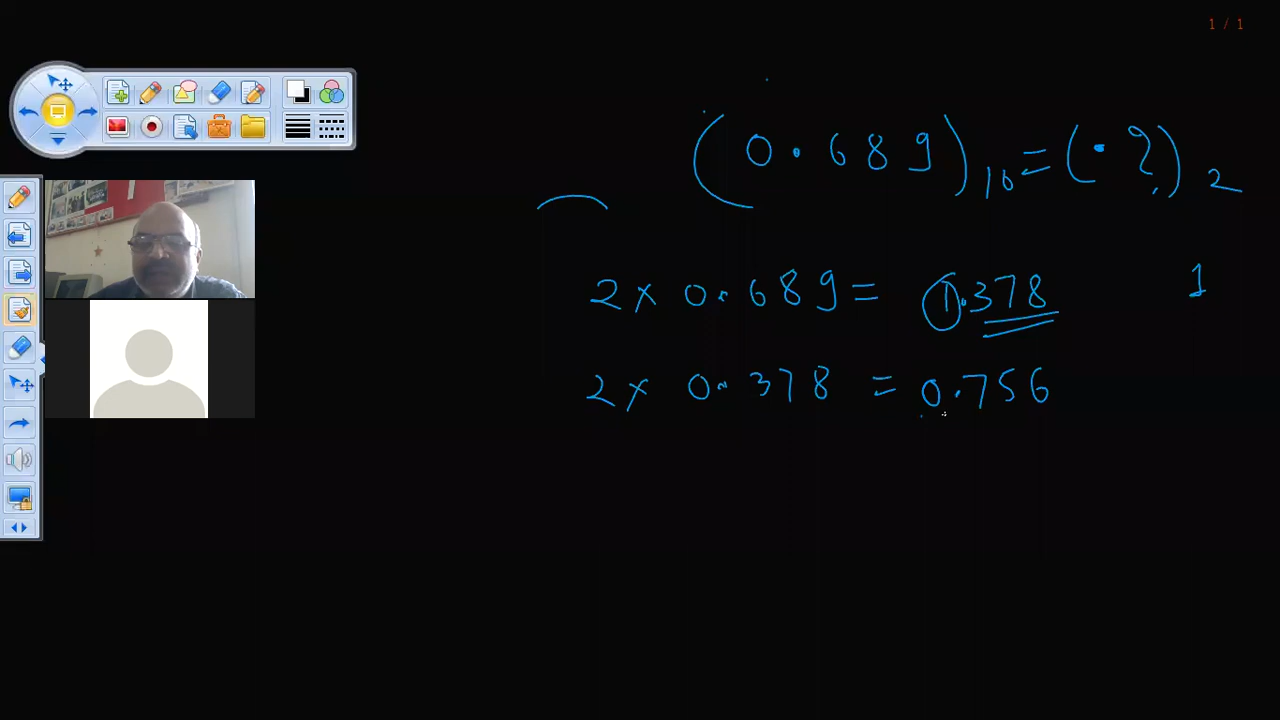 1 / 1
(0.689)10 = (.?)2
2 × 0.689 = 1.378 1
2 × 0.378 = 0.756